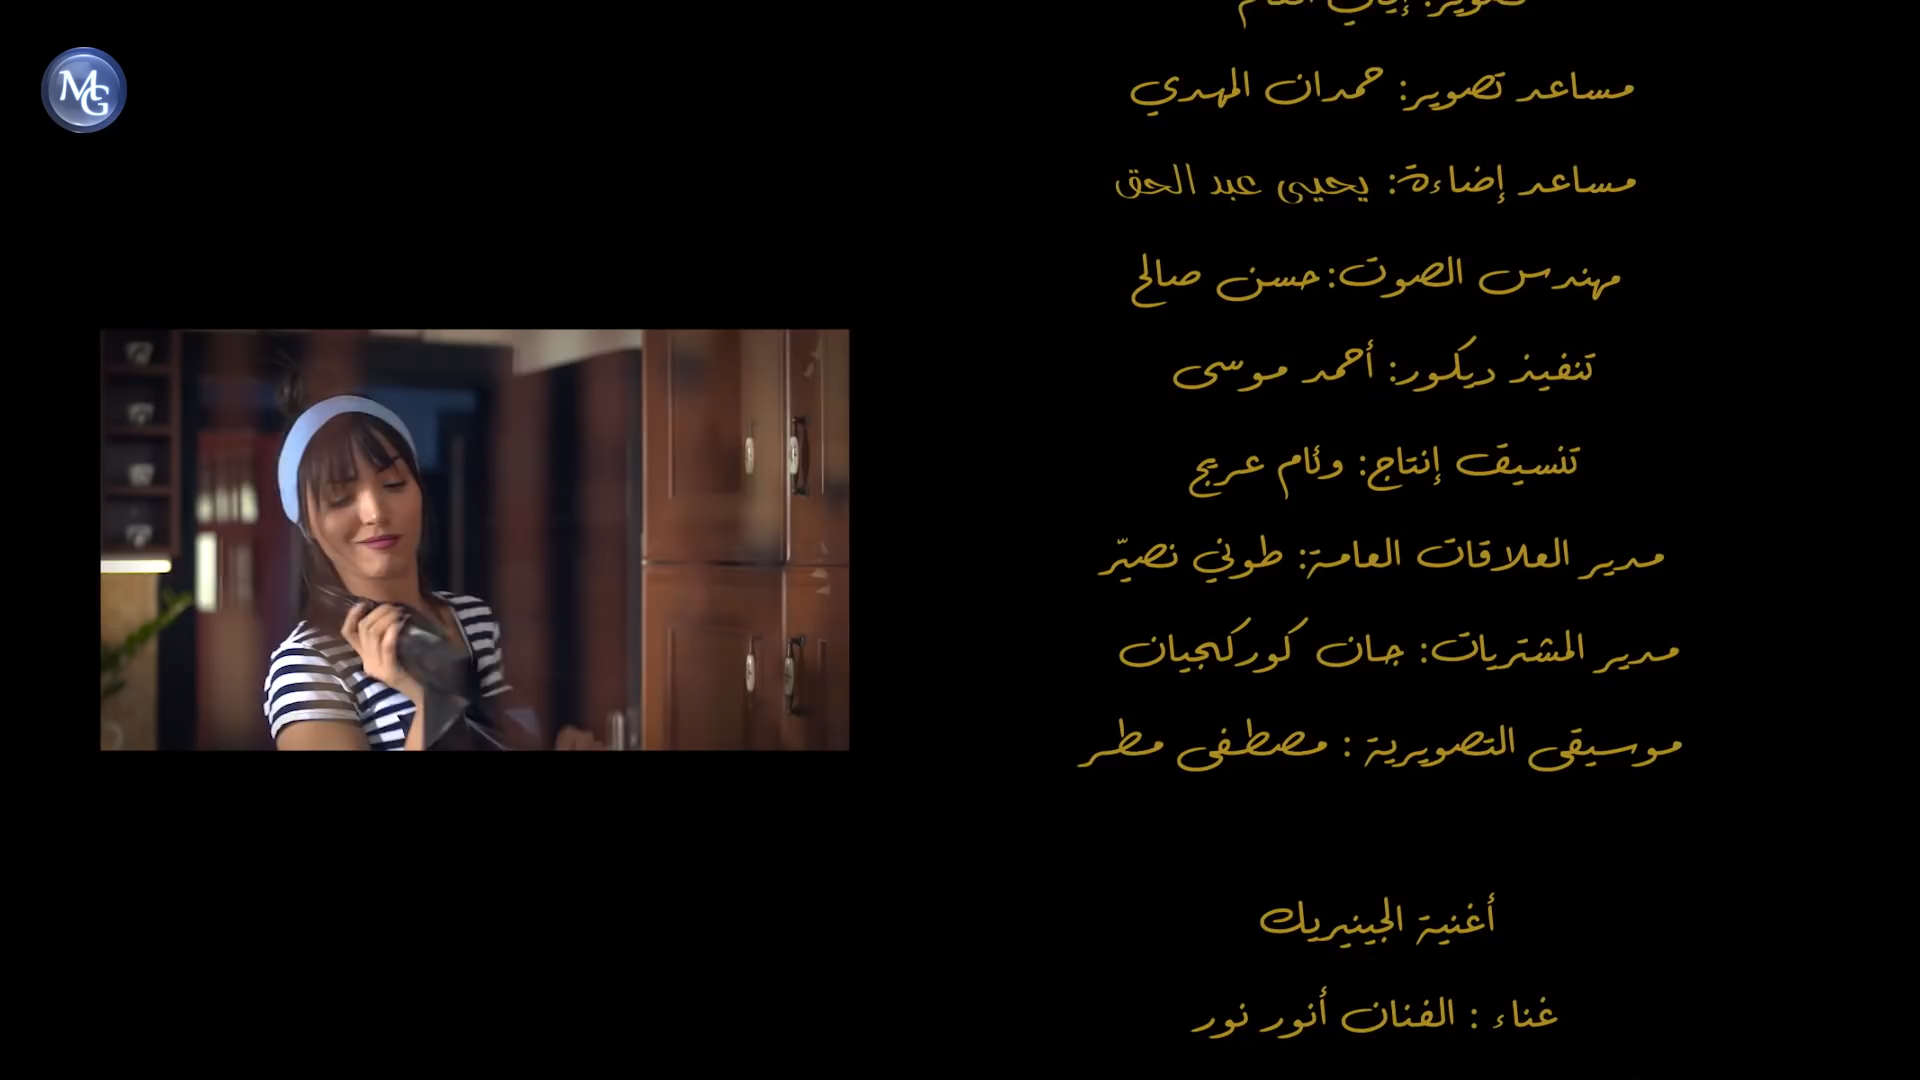 MG
مساعد تصوير: حمدان المهدي
مساعد إضاءة: يحيى عبد الحق
مهندس الصوت: حسن صالح
تنفيذ ديكور: أحمد موسى
تنسيق إنتاج: وئام عريج
مدير العلاقات العامة: طوني نصيّر
مدير المشتريات: جان كوركجيان
موسيقى التصويرية : مصطفى مطر
أغنية الجينيريك
غناء : الفنان أنور نور